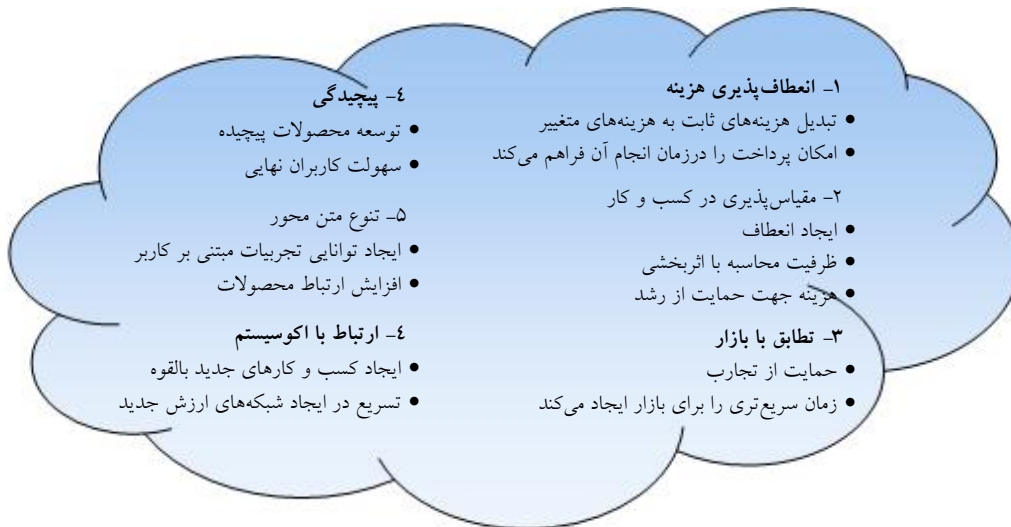 ۱- انعطاف‌پذیری هزینه
• تبدیل هزینه‌های ثابت به هزینه‌های متغییر
• امکان پرداخت را درزمان انجام آن فراهم می‌کند
۲- مقیاس‌پذیری در کسب و کار
• ایجاد انعطاف
• ظرفیت محاسبه با اثربخشی
• هزینه جهت حمایت از رشد
۳- تطابق با بازار
• حمایت از تجارب
• زمان سریع‌تری را برای بازار ایجاد می‌کند
٤- پیچیدگی
• توسعه محصولات پیچیده
• سهولت کاربران نهایی
۵- تنوع متن محور
• ایجاد توانایی تجربیات مبتنی بر کاربر
• افزایش ارتباط محصولات
٤- ارتباط با اکوسیستم
• ایجاد کسب و کارهای جدید بالقوه
• تسریع در ایجاد شبکه‌های ارزش جدید